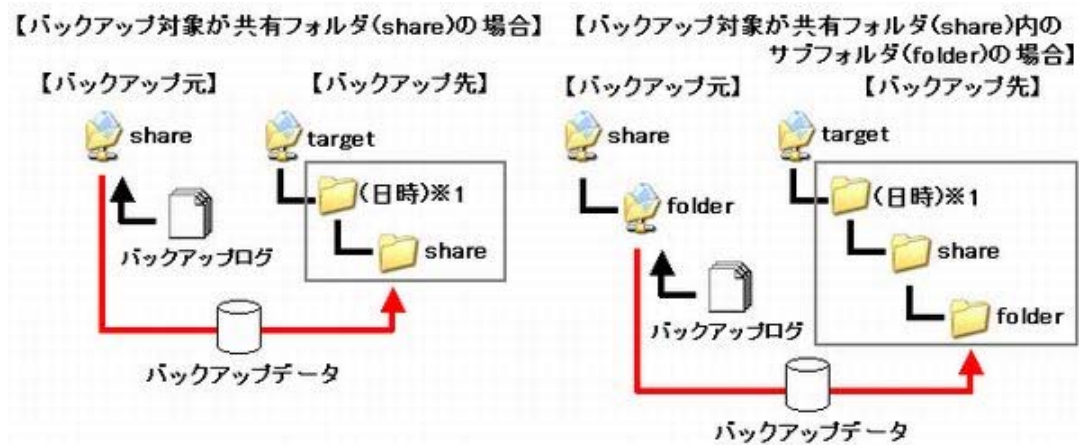 【バックアップ対象が共有フォルダ(share)の場合】
【バックアップ元】
【バックアップ先】
share
target
(日時)※1
share
バックアップログ
バックアップデータ
【バックアップ対象が共有フォルダ(share)内の
サブフォルダ(folder)の場合】
【バックアップ元】
【バックアップ先】
share
target
folder
(日時)※1
share
folder
バックアップログ
バックアップデータ